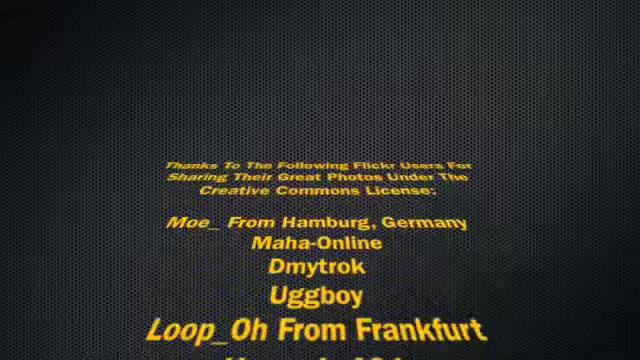 Thanks To The Following Flickr Users For
Sharing Their Great Photos Under The
Creative Commons License:
Moe_ From Hamburg, Germany
Maha-Online
Dmytrok
Uggboy
Loop_Oh From Frankfurt